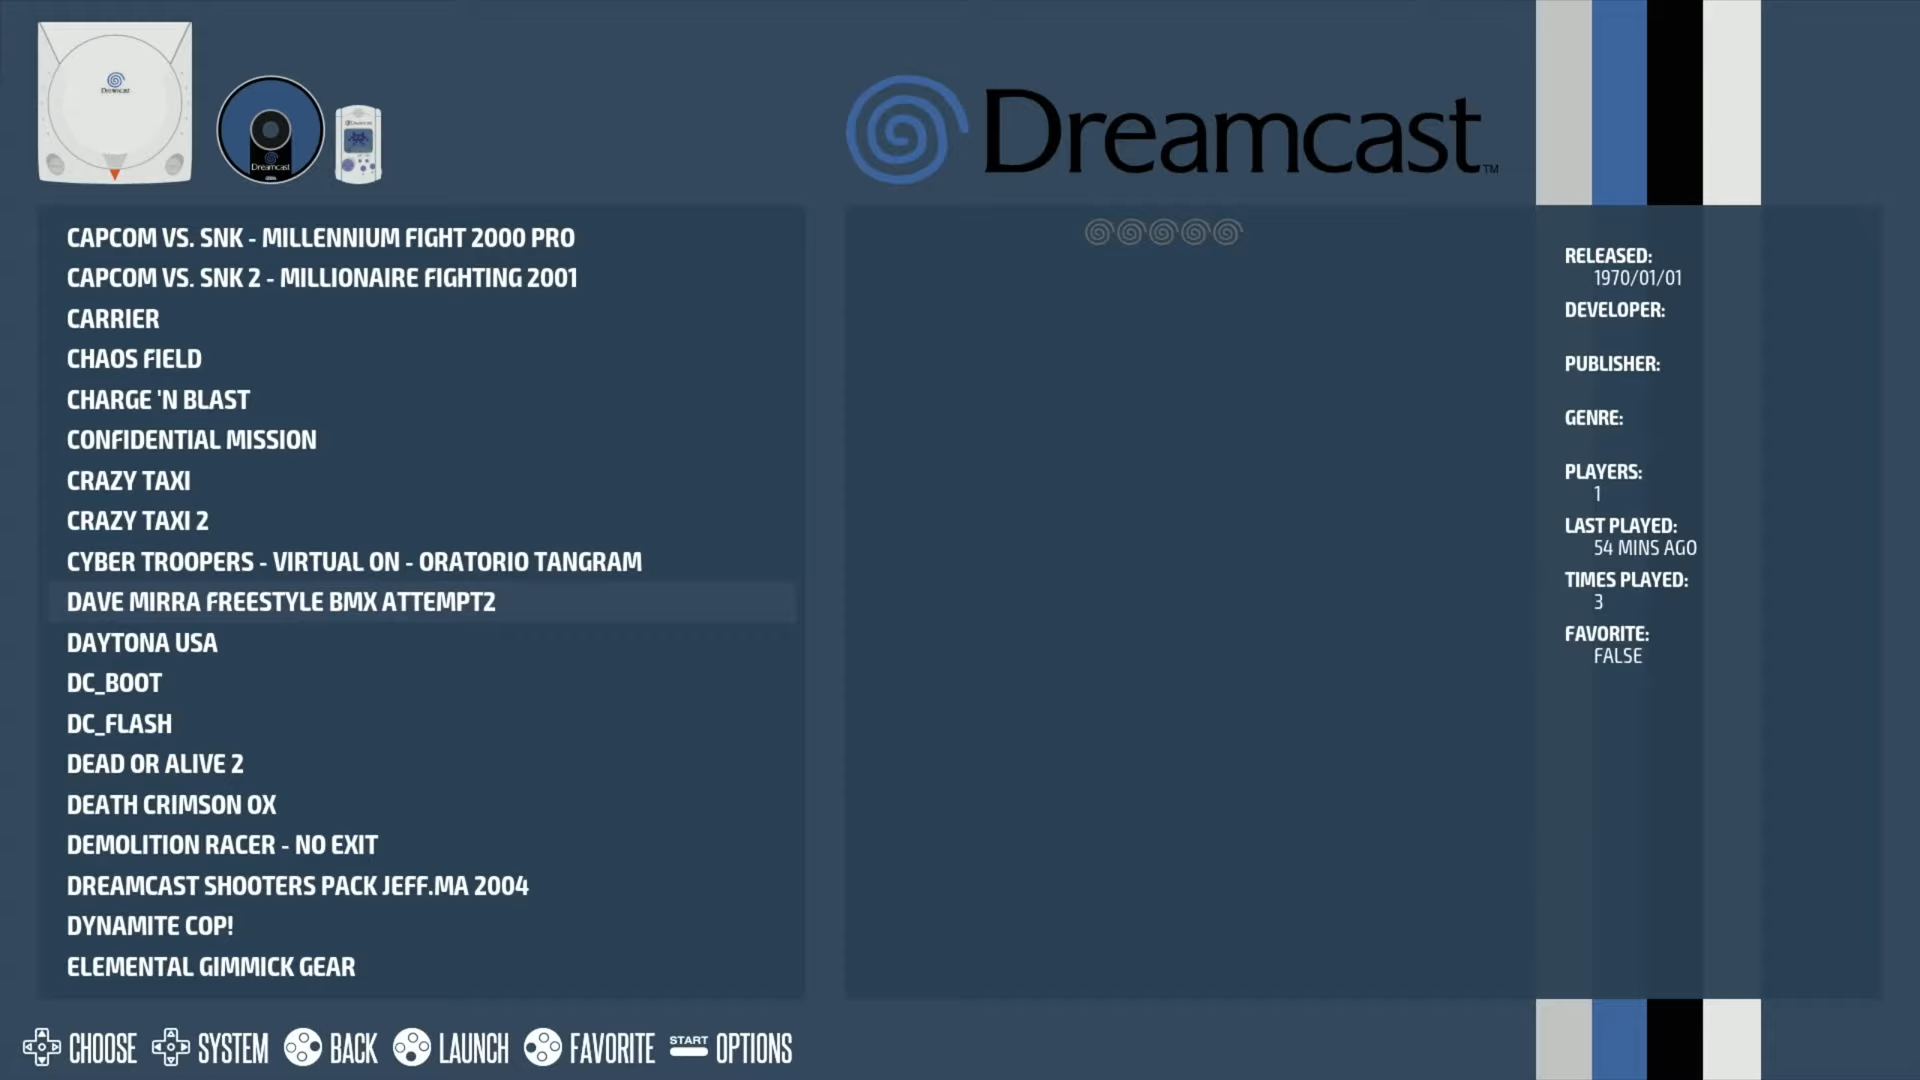 Dreamcast
Dreamcast
Dreamcast
Dreamcast™
CAPCOM VS. SNK - MILLENNIUM FIGHT 2000 PRO
CAPCOM VS. SNK 2 - MILLIONAIRE FIGHTING 2001
CARRIER
CHAOS FIELD
CHARGE 'N BLAST
CONFIDENTIAL MISSION
CRAZY TAXI
CRAZY TAXI 2
CYBER TROOPERS - VIRTUAL ON - ORATORIO TANGRAM
DAVE MIRRA FREESTYLE BMX ATTEMPT2
DAYTONA USA
DC_BOOT
DC_FLASH
DEAD OR ALIVE 2
DEATH CRIMSON OX
DEMOLITION RACER - NO EXIT
DREAMCAST SHOOTERS PACK JEFF.MA 2004
DYNAMITE COP!
ELEMENTAL GIMMICK GEAR
RELEASED:
1970/01/01
DEVELOPER:
PUBLISHER:
GENRE:
PLAYERS:
1
LAST PLAYED:
54 MINS AGO
TIMES PLAYED:
3
FAVORITE:
FALSE
CHOOSE SYSTEM BACK LAUNCH FAVORITE START OPTIONS